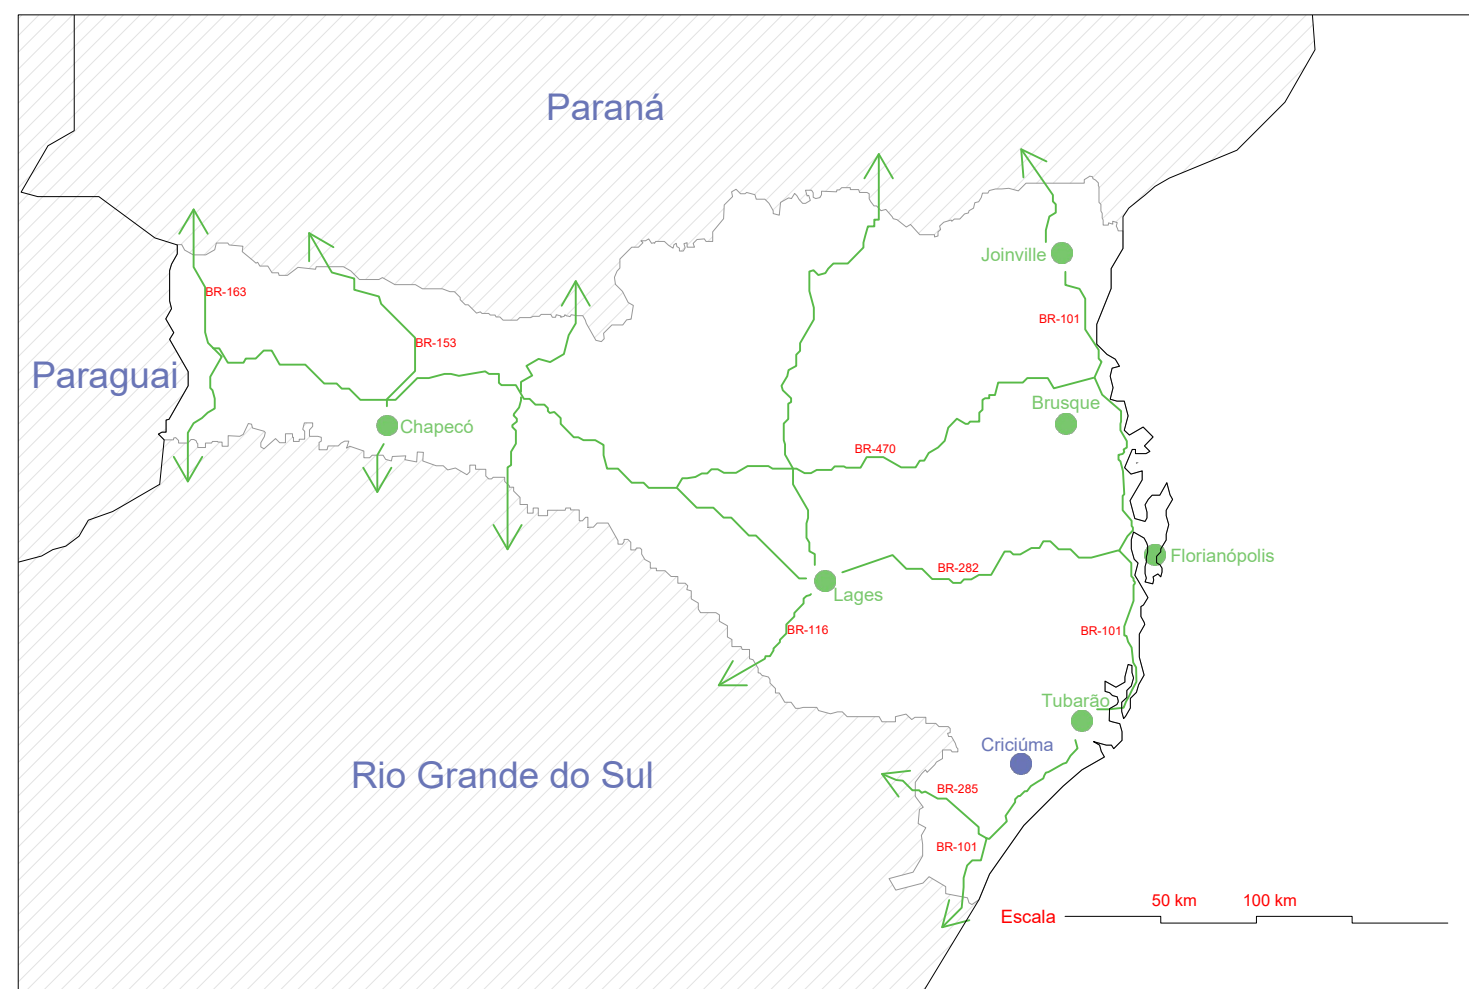 Paraná
Joinville
BR-163
BR-101
BR-153
Paraguai
Brusque
Chapecó
BR-470
Florianópolis
BR-282
Lages
BR-116
BR-101
Tubarão
Criciúma
Rio Grande do Sul
BR-285
BR-101
50 km
100 km
Escala